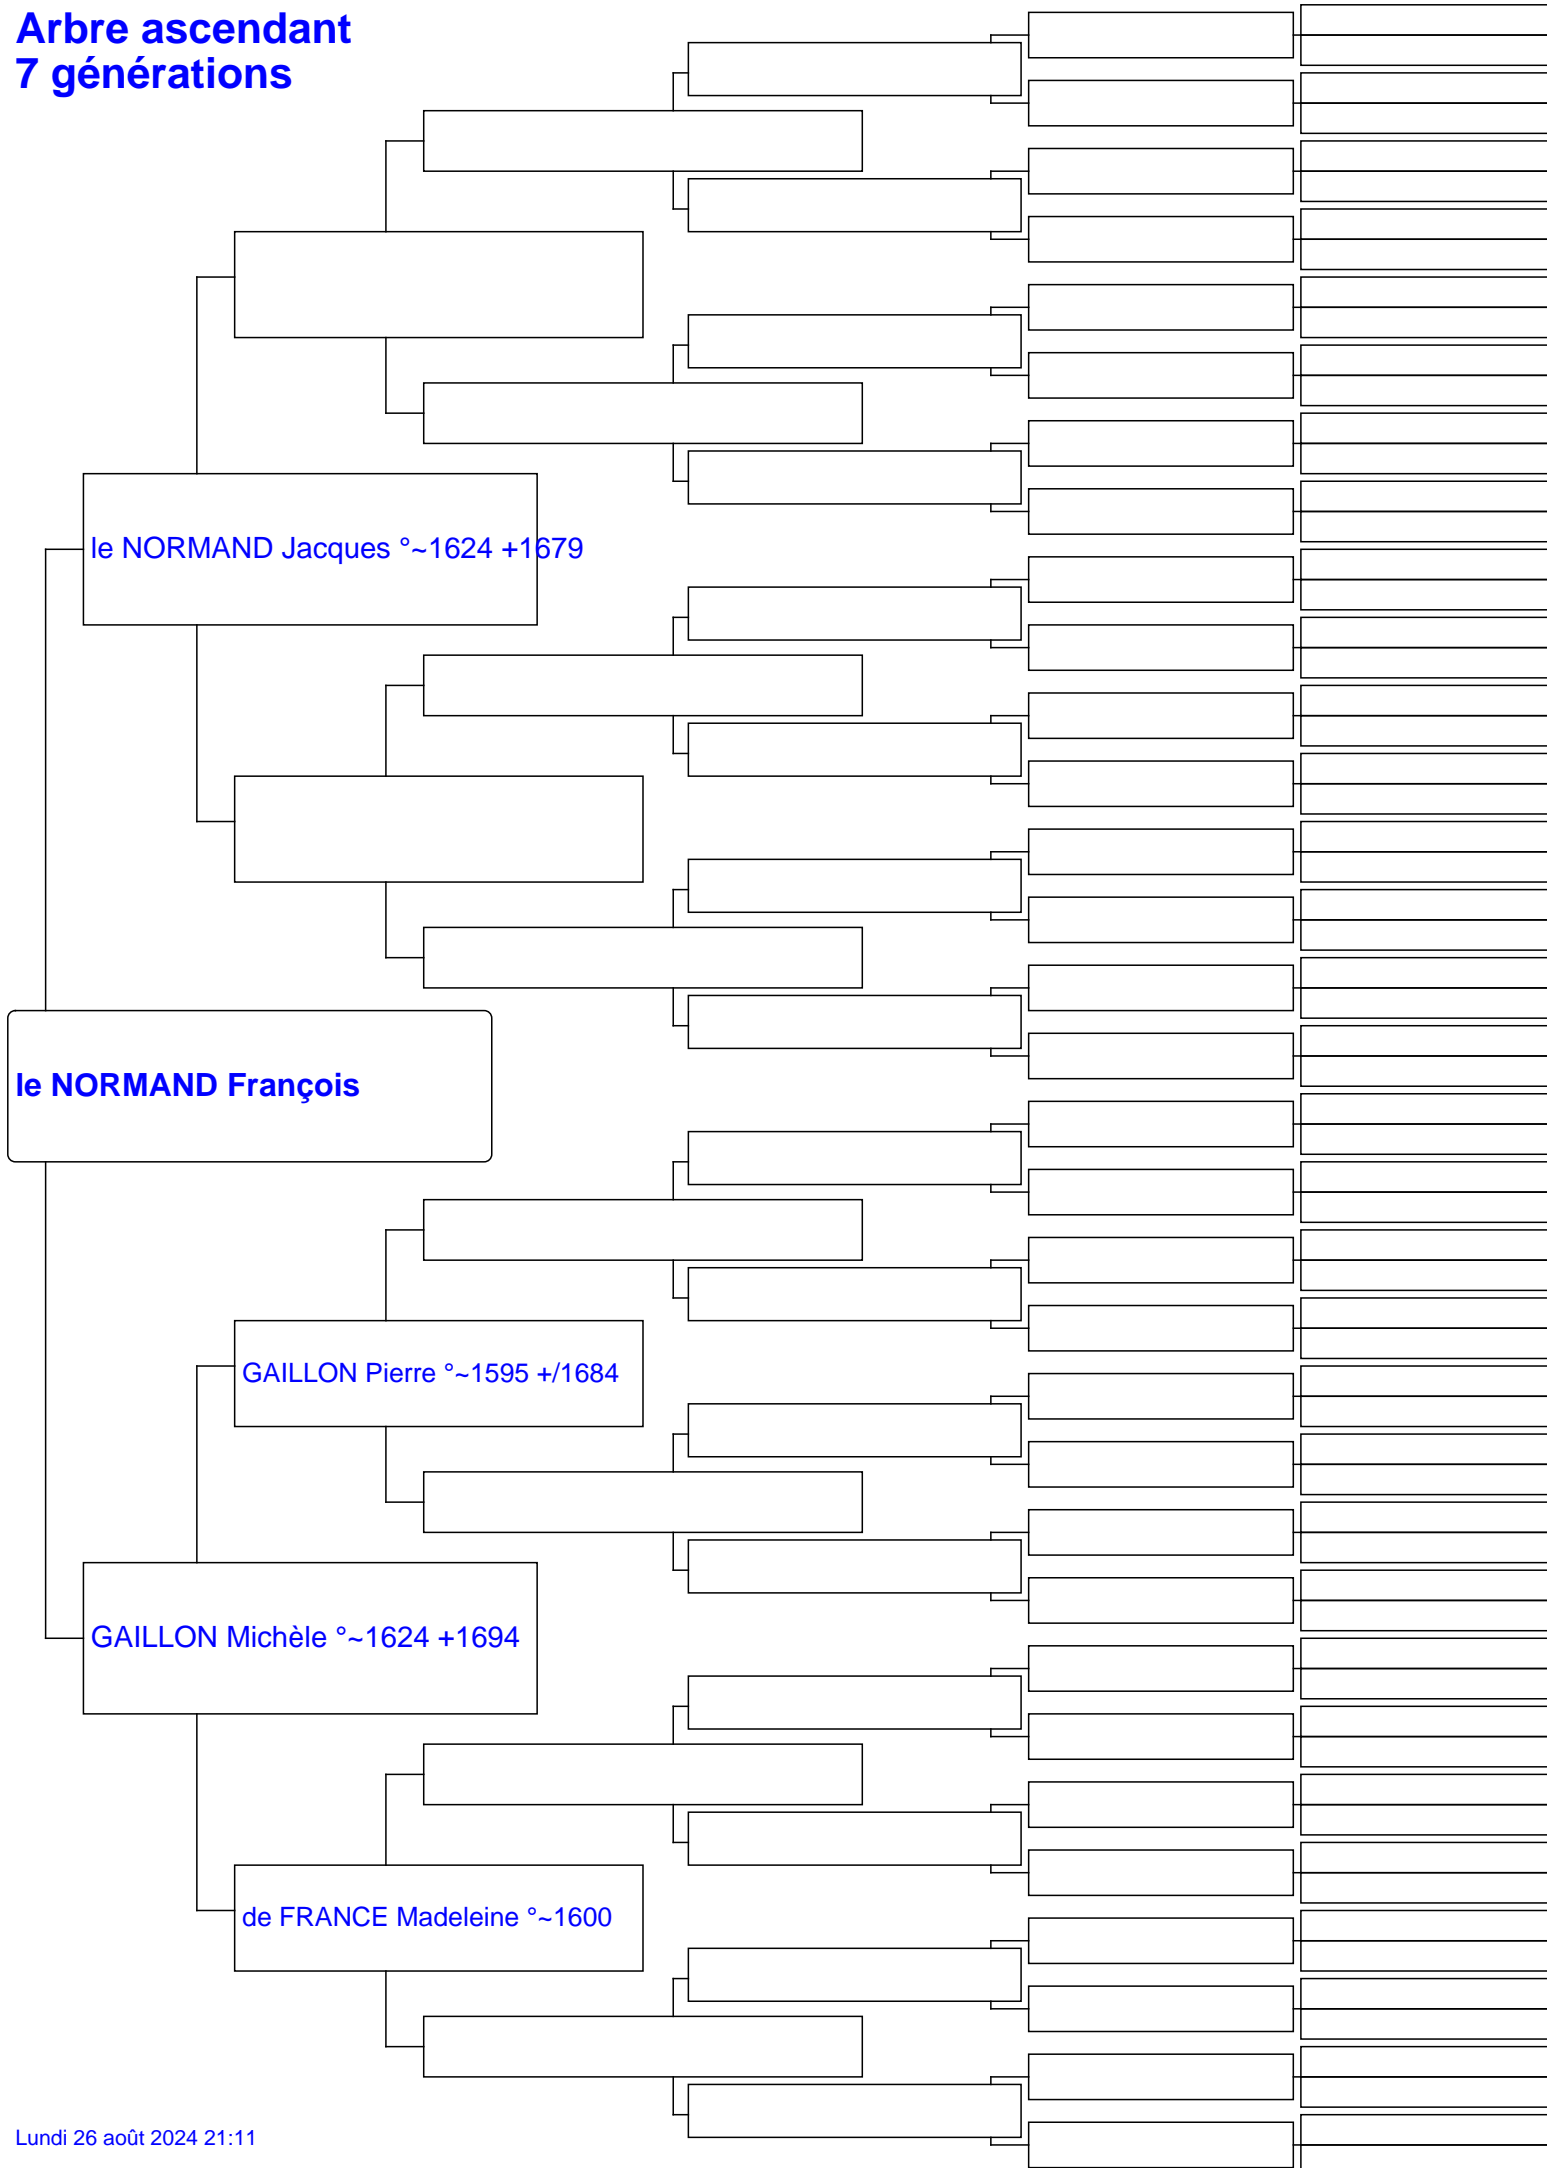 Arbre ascendant
7 générations
le NORMAND Jacques °~1624 +1679
le NORMAND François
GAILLON Pierre °~1595 +/1684
GAILLON Michèle °~1624 +1694
de FRANCE Madeleine °~1600
Lundi 26 août 2024 21:11